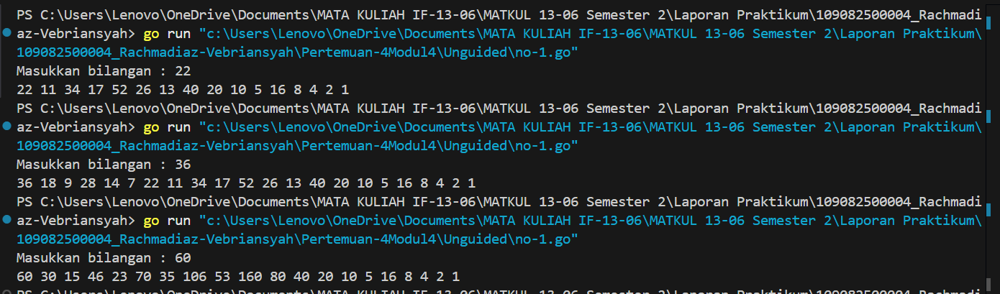 PS C:\Users\Lenovo\OneDrive\Documents\MATA KULIAH IF-13-06\MATKUL 13-06 Semester 2\Laporan Praktikum\109082500004_Rachmadi
az-Vebriansyah> go run "c:\Users\Lenovo\OneDrive\Documents\MATA KULIAH IF-13-06\MATKUL 13-06 Semester 2\Laporan Praktikum\
109082500004_Rachmadiaz-Vebriansyah\Pertemuan-4Modul4\Unguided\no-1.go"
Masukkan bilangan : 22
22 11 34 17 52 26 13 40 20 10 5 16 8 4 2 1
PS C:\Users\Lenovo\OneDrive\Documents\MATA KULIAH IF-13-06\MATKUL 13-06 Semester 2\Laporan Praktikum\109082500004_Rachmadi
az-Vebriansyah> go run "c:\Users\Lenovo\OneDrive\Documents\MATA KULIAH IF-13-06\MATKUL 13-06 Semester 2\Laporan Praktikum\
109082500004_Rachmadiaz-Vebriansyah\Pertemuan-4Modul4\Unguided\no-1.go"
Masukkan bilangan : 36
36 18 9 28 14 7 22 11 34 17 52 26 13 40 20 10 5 16 8 4 2 1
PS C:\Users\Lenovo\OneDrive\Documents\MATA KULIAH IF-13-06\MATKUL 13-06 Semester 2\Laporan Praktikum\109082500004_Rachmadi
az-Vebriansyah> go run "c:\Users\Lenovo\OneDrive\Documents\MATA KULIAH IF-13-06\MATKUL 13-06 Semester 2\Laporan Praktikum\
109082500004_Rachmadiaz-Vebriansyah\Pertemuan-4Modul4\Unguided\no-1.go"
Masukkan bilangan : 60
60 30 15 46 23 70 35 106 53 160 80 40 20 10 5 16 8 4 2 1
PS C:\Users\Lenovo\OneDrive\Documents\MATA KULIAH IF-13-06\MATKUL 13-06 Semester 2\Laporan Praktikum\109082500004_Rachmadi